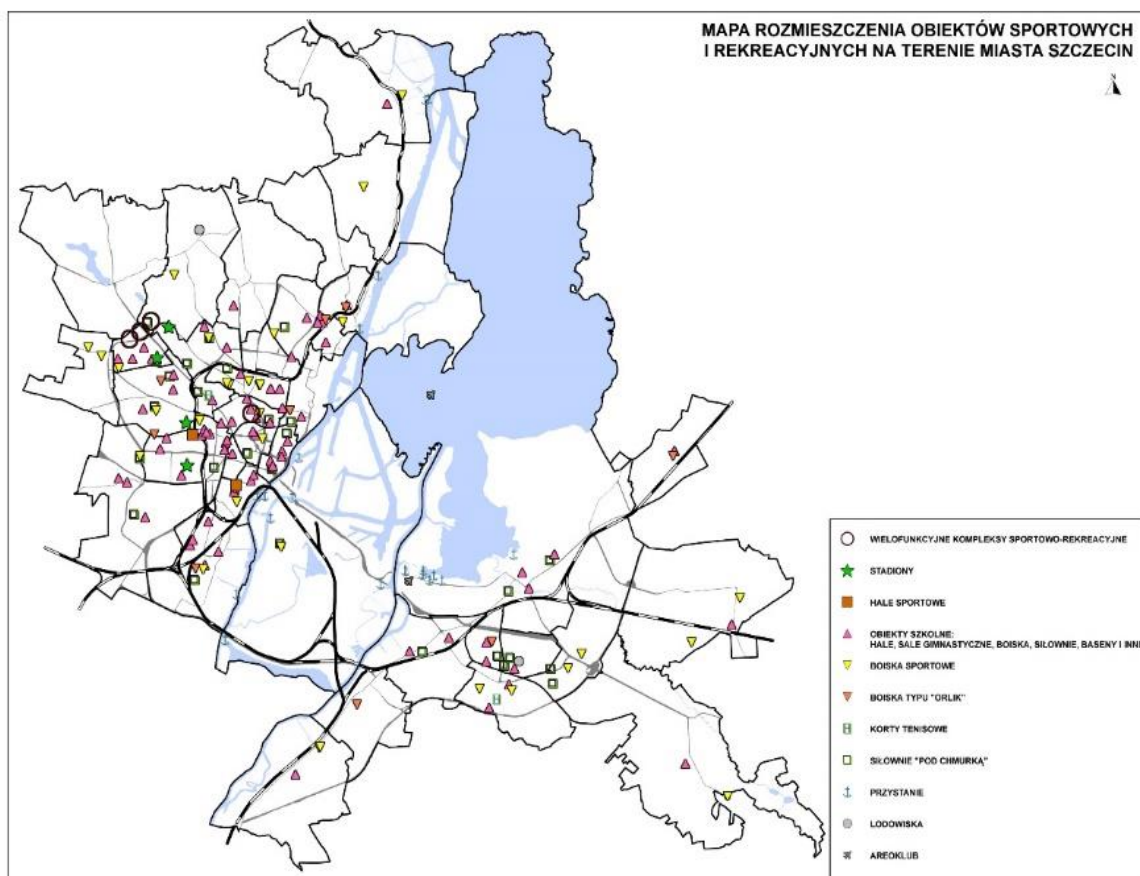 MAPA ROZMIESZCZENIA OBIEKTÓW SPORTOWYCH
I REKREACYJNYCH NA TERENIE MIASTA SZCZECIN
N
WIELOFUNKCYJNE KOMPLEKSY SPORTOWO-REKREACYJNE
STADIONY
HALE SPORTOWE
OBIEKTY SZKOLNE:
HALE, SALE GIMNASTYCZNE, BOISKA, SIŁOWNIE, BASENY I INNE
BOISKA SPORTOWE
BOISKA TYPU "ORLIK"
KORTY TENISOWE
SIŁOWNIE "POD CHMURKĄ"
PRZYSTANIE
LODOWISKA
AREOKLUB